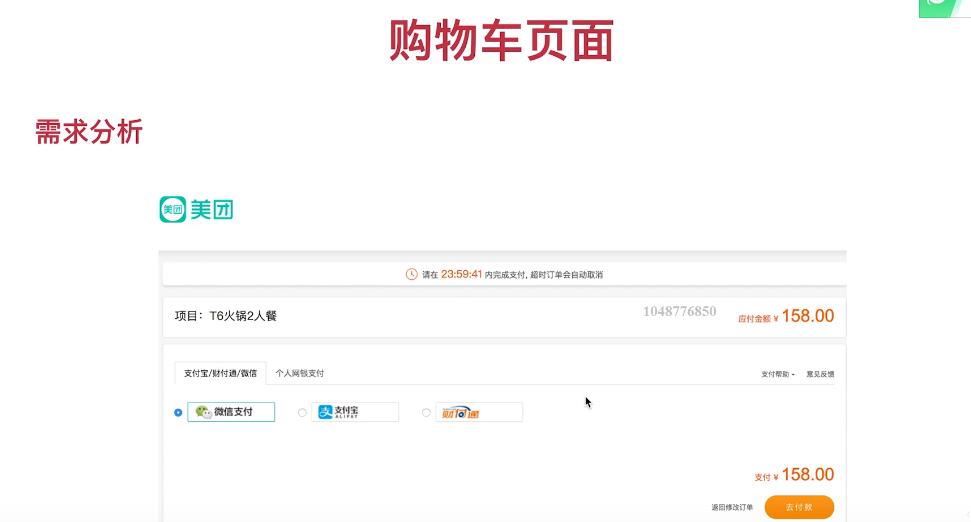 购物车页面
需求分析
美团 美团
请在 23:59:41 内完成支付, 超时订单会自动取消
项目：T6火锅2人餐 1048776850 应付金额 ¥ 158.00
支付宝/财付通/微信 个人网银支付 支付帮助 意见反馈
微信支付 支付宝 ALIPAY 财付通
支付 ¥ 158.00
返回修改订单 去付款